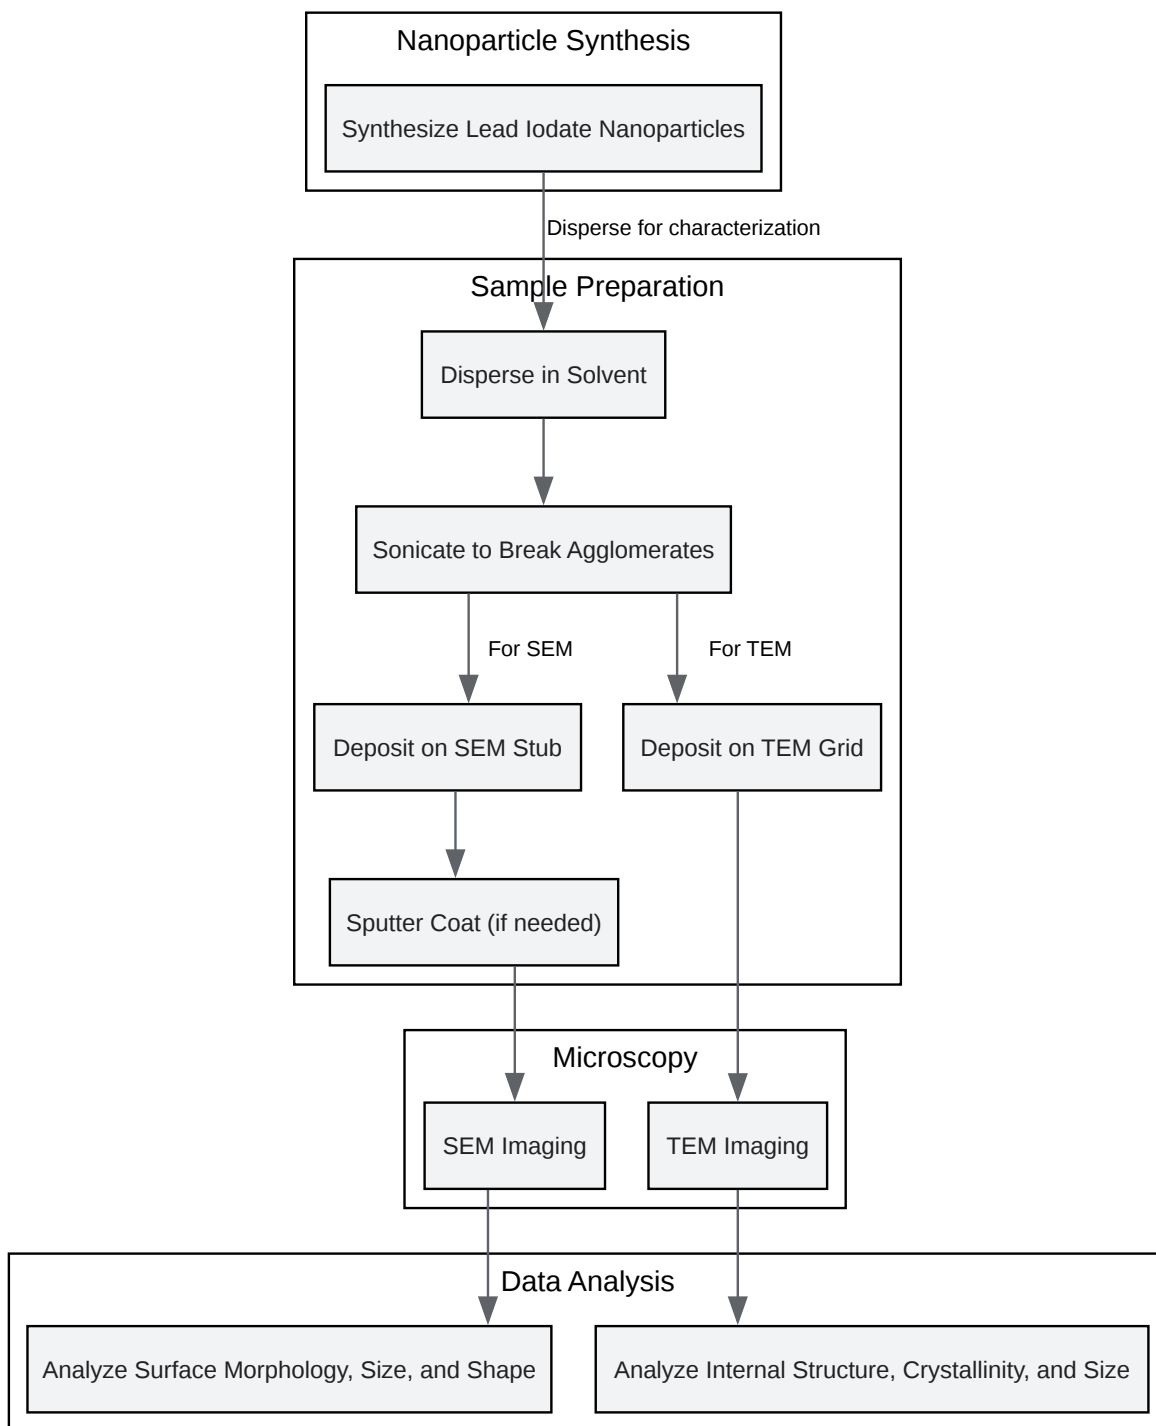 Nanoparticle Synthesis
Synthesize Lead Iodate Nanoparticles
Disperse for characterization
Sample Preparation
Disperse in Solvent
Sonicate to Break Agglomerates
For SEM
For TEM
Deposit on SEM Stub
Deposit on TEM Grid
Sputter Coat (if needed)
Microscopy
SEM Imaging
TEM Imaging
Data Analysis
Analyze Surface Morphology, Size, and Shape
Analyze Internal Structure, Crystallinity, and Size